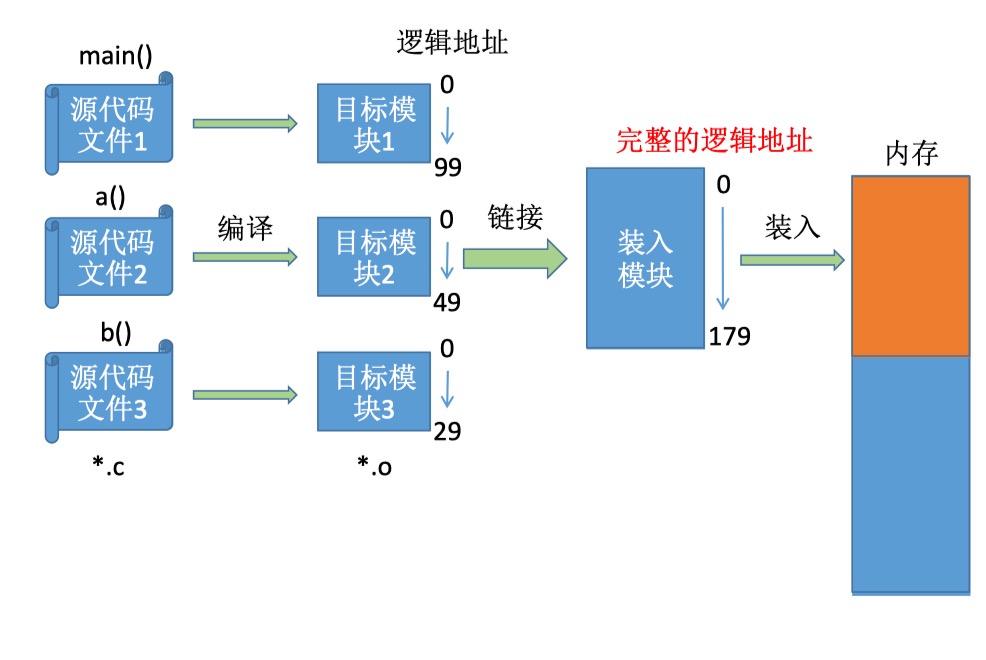 main()
源代码
文件1
a()
源代码
文件2
b()
源代码
文件3
*.c
编译
逻辑地址
目标模
块1
0
99
目标模
块2
0
49
目标模
块3
0
29
*.o
链接
完整的逻辑地址
装入
模块
0
179
装入
内存